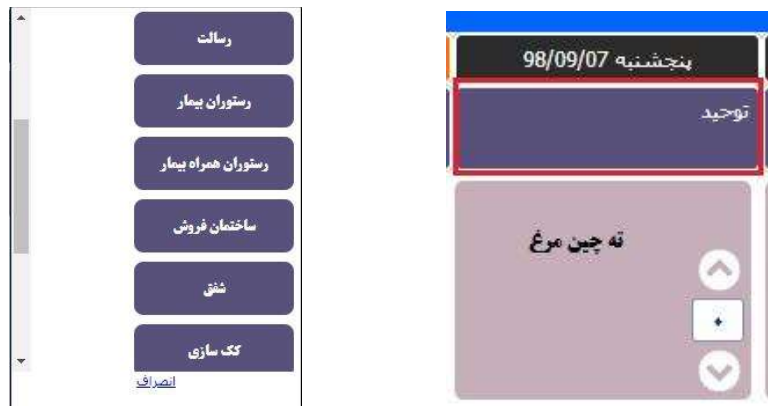 رسالت
رستوران بیمار
رستوران همراه بیمار
ساختمان فروش
شفق
کک سازی
انصراف
پنجشنبه 98/09/07
توحید
ته چین مرغ